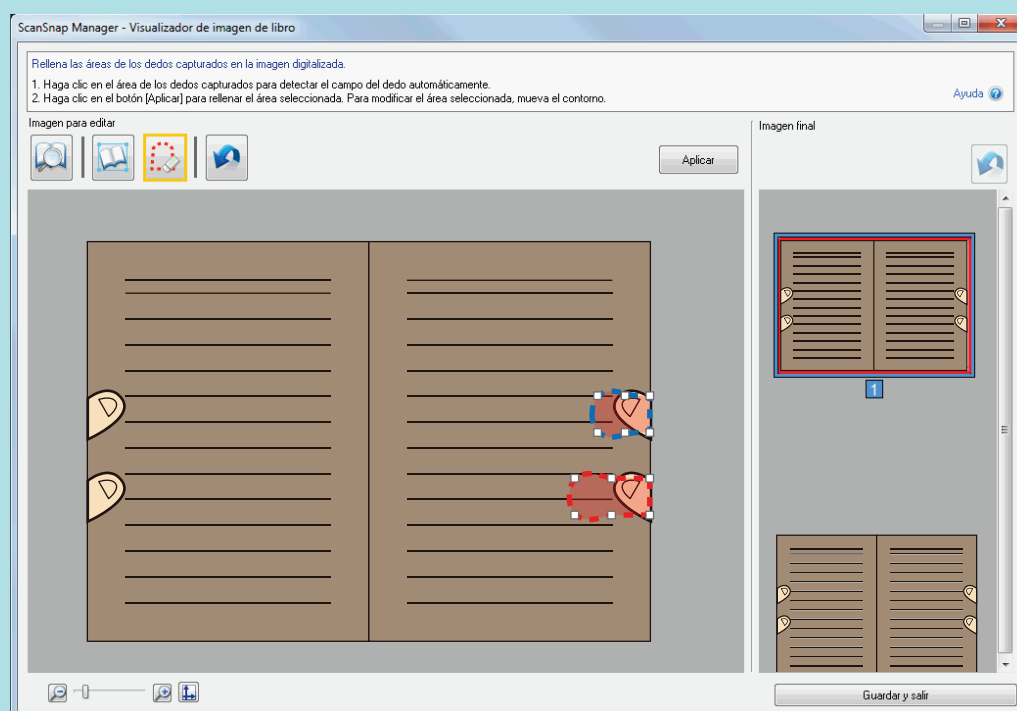 ScanSnap Manager - Visualizador de imagen de libro
Rellena las áreas de los dedos capturados en la imagen digitalizada.
1. Haga clic en el área de los dedos capturados para detectar el campo del dedo automáticamente.
2. Haga clic en el botón [Aplicar] para rellenar el área seleccionada. Para modificar el área seleccionada, mueva el contorno.
Ayuda
Imagen para editar
Imagen final
Aplicar
1
Guardar y salir